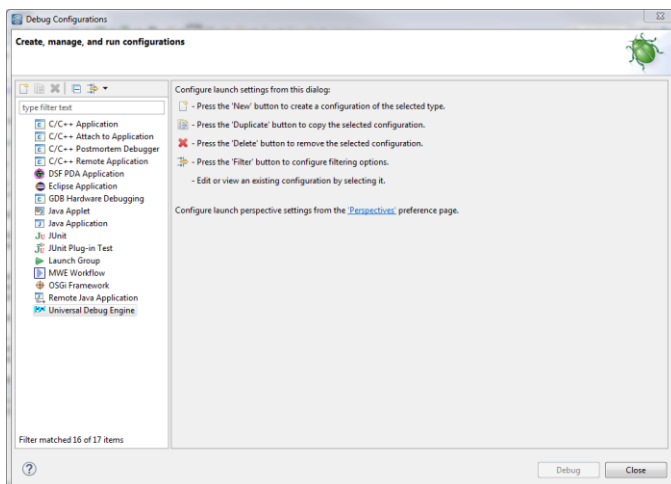 Debug Configurations
Create, manage, and run configurations
type filter text
C/C++ Application
C/C++ Attach to Application
C/C++ Postmortem Debugger
C/C++ Remote Application
DSF PDA Application
Eclipse Application
GDB Hardware Debugging
Java Applet
Java Application
JUnit
JUnit Plug-in Test
Launch Group
MWE Workflow
OSGi Framework
Remote Java Application
Universal Debug Engine
Filter matched 16 of 17 items
Configure launch settings from this dialog:
- Press the 'New' button to create a configuration of the selected type.
- Press the 'Duplicate' button to copy the selected configuration.
- Press the 'Delete' button to remove the selected configuration.
- Press the 'Filter' button to configure filtering options.
- Edit or view an existing configuration by selecting it.
Configure launch perspective settings from the 'Perspectives' preference page.
Debug
Close